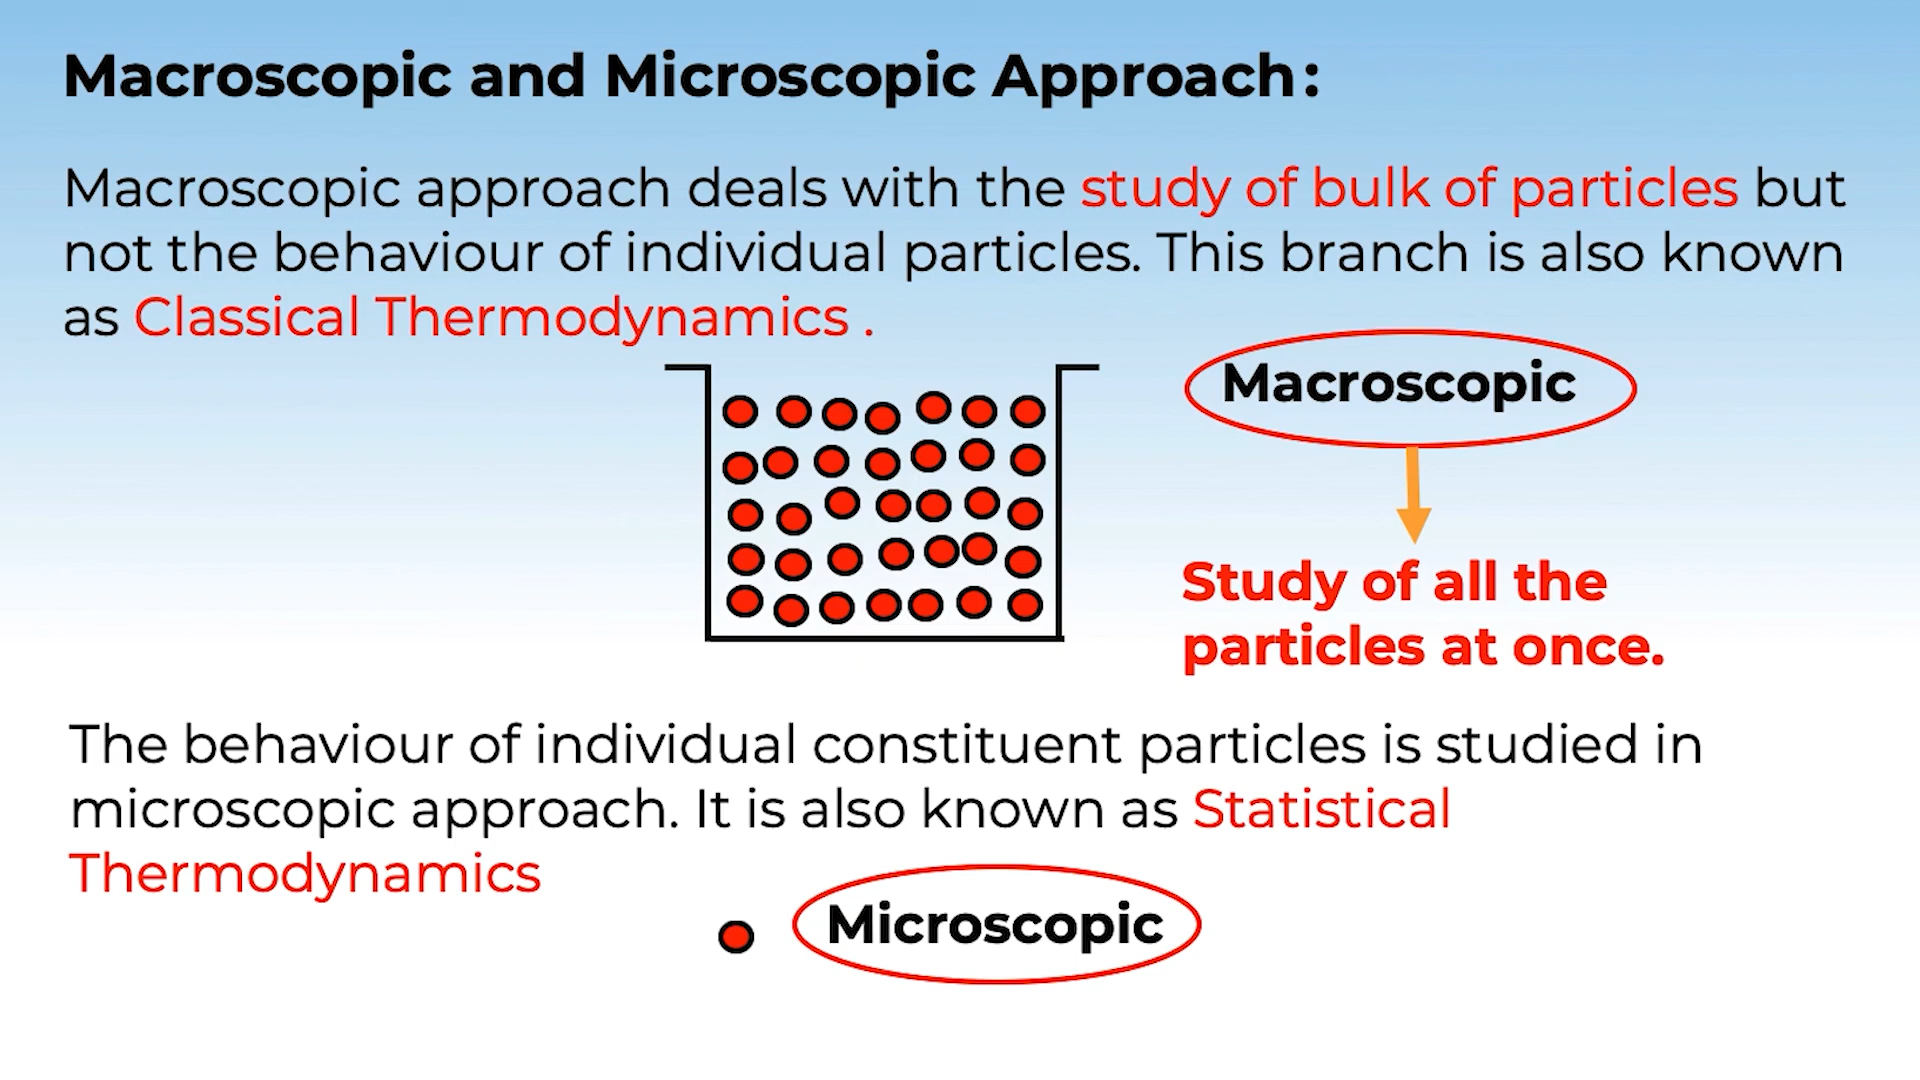 Macroscopic and Microscopic Approach:
Macroscopic approach deals with the study of bulk of particles but
not the behaviour of individual particles. This branch is also known
as Classical Thermodynamics .
Macroscopic
Study of all the
particles at once.
The behaviour of individual constituent particles is studied in
microscopic approach. It is also known as Statistical
Thermodynamics
Microscopic